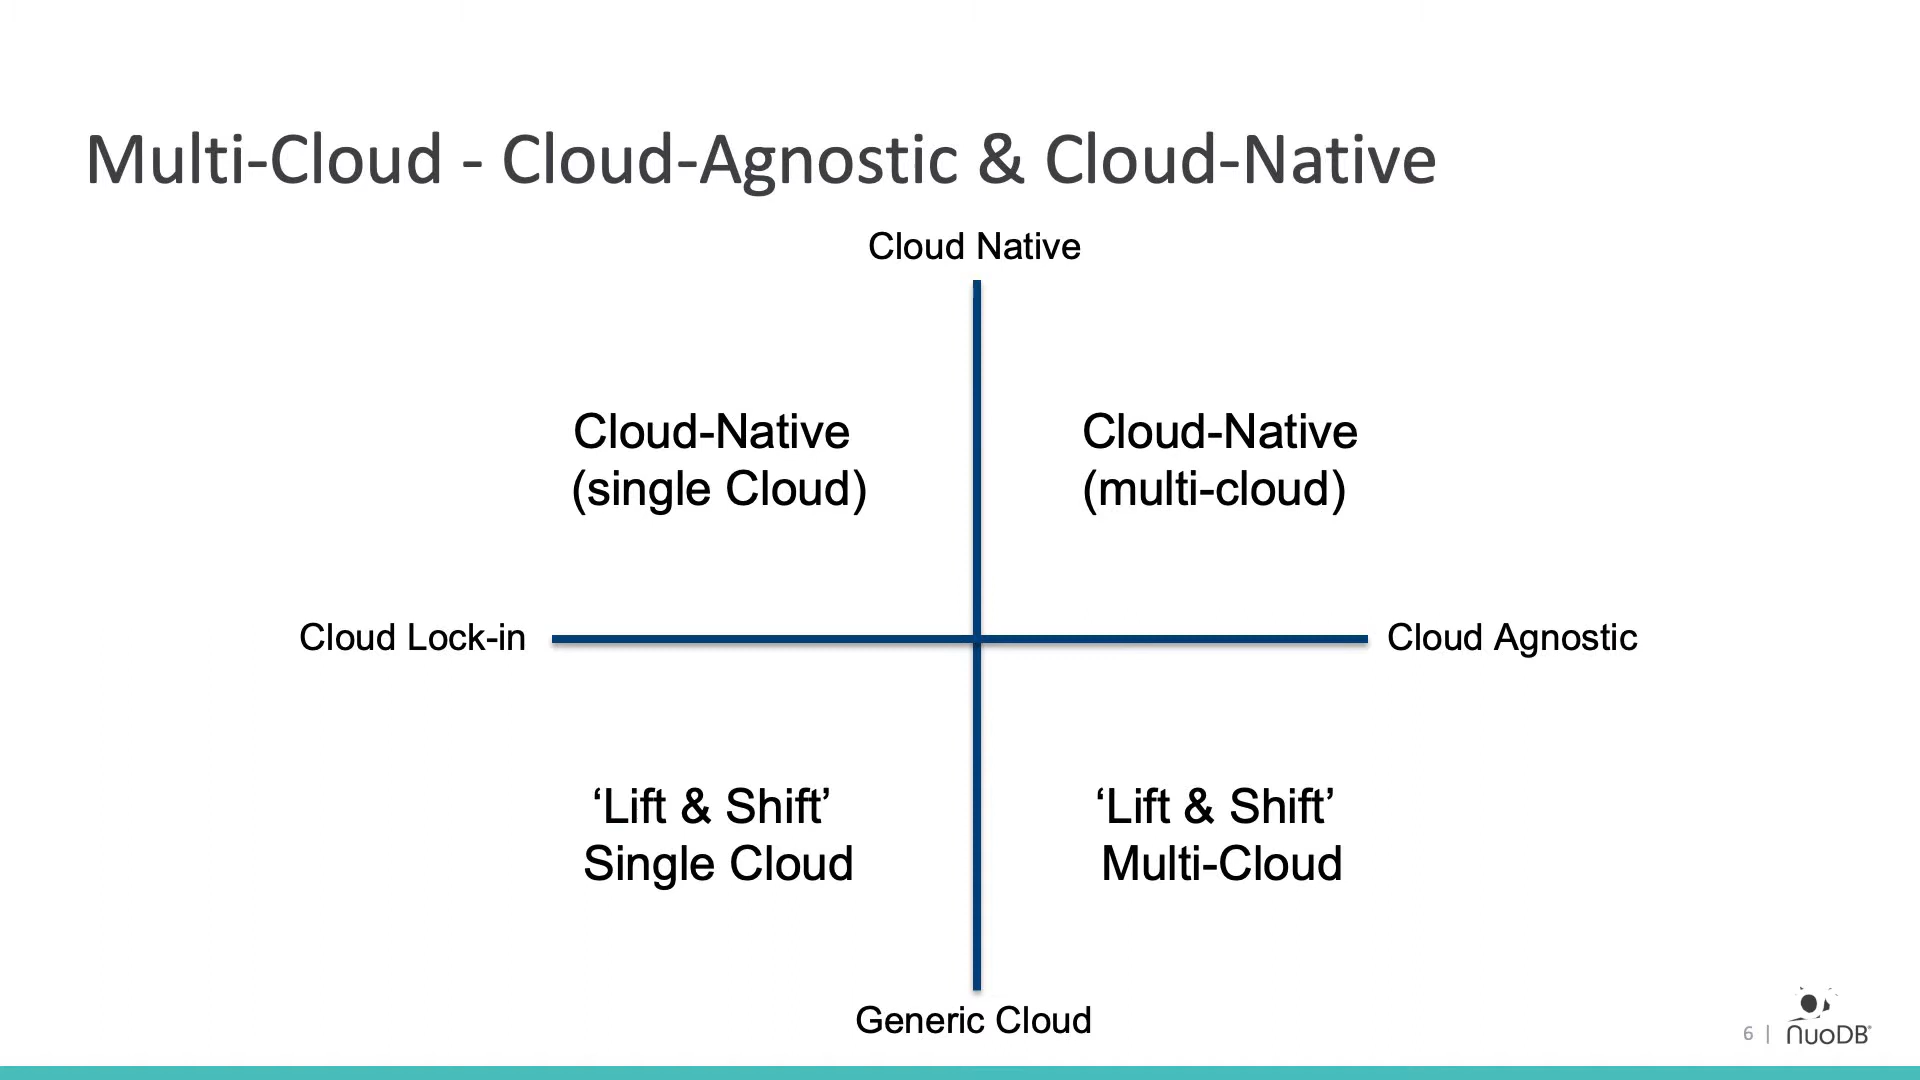 Multi-Cloud - Cloud-Agnostic & Cloud-Native
Cloud Native
Cloud-Native
(single Cloud)
Cloud-Native
(multi-cloud)
Cloud Lock-in
Cloud Agnostic
‘Lift & Shift’
Single Cloud
‘Lift & Shift’
Multi-Cloud
Generic Cloud
6 |
NuoDB